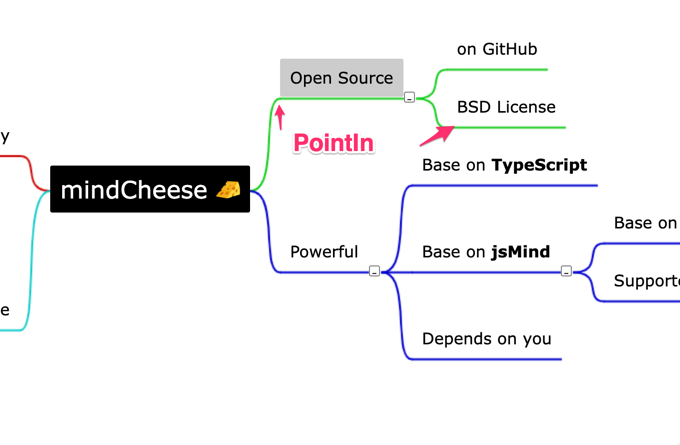 on GitHub
Open Source
BSD License
PointIn
y
Base on TypeScript
mindCheese
Base on
Powerful
Base on jsMind
Supporte
e
Depends on you